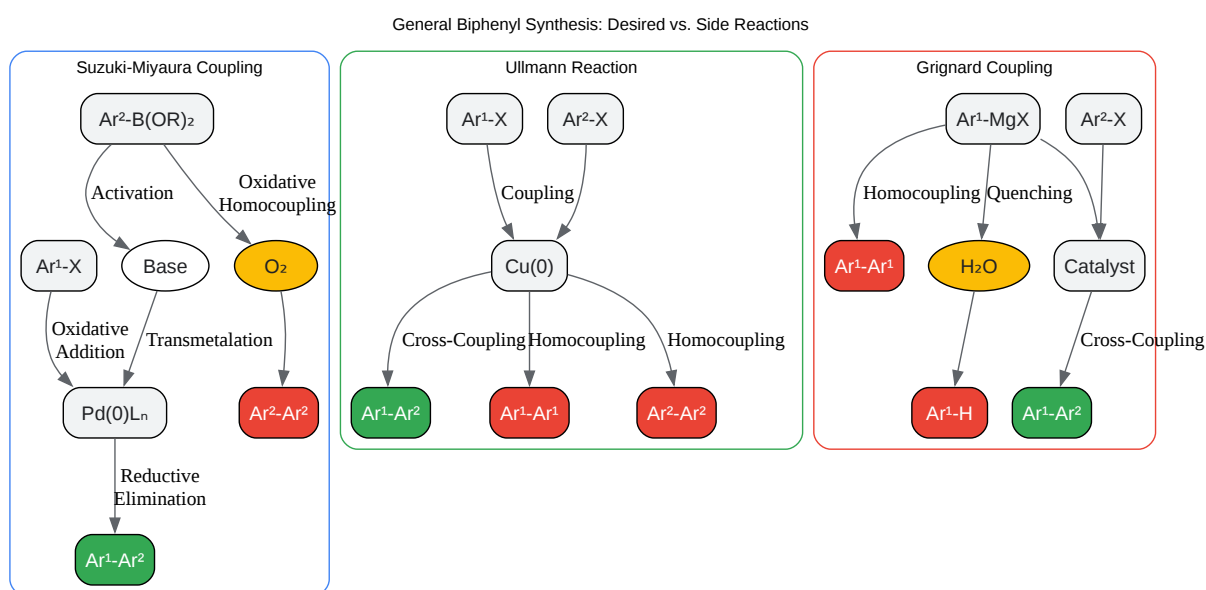 General Biphenyl Synthesis: Desired vs. Side Reactions
Suzuki-Miyaura Coupling
Ar²-B(OR)₂
Activation
Oxidative
Homocoupling
Ar¹-X
Base
O₂
Oxidative
Addition
Transmetalation
Pd(0)Lₙ
Ar²-Ar²
Reductive
Elimination
Ar¹-Ar²
Ullmann Reaction
Ar¹-X
Ar²-X
Coupling
Cu(0)
Cross-Coupling
Homocoupling
Homocoupling
Ar¹-Ar²
Ar¹-Ar¹
Ar²-Ar²
Grignard Coupling
Ar¹-MgX
Ar²-X
Homocoupling
Quenching
Ar¹-Ar¹
H₂O
Catalyst
Cross-Coupling
Ar¹-H
Ar¹-Ar²